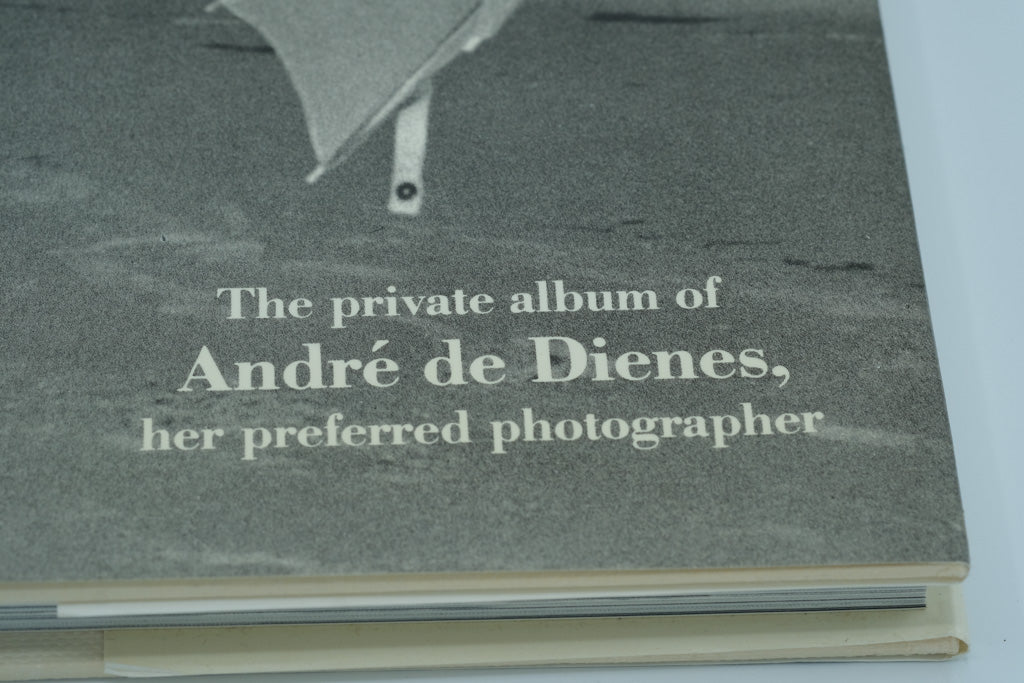 The private album of
André de Dienes,
her preferred photographer